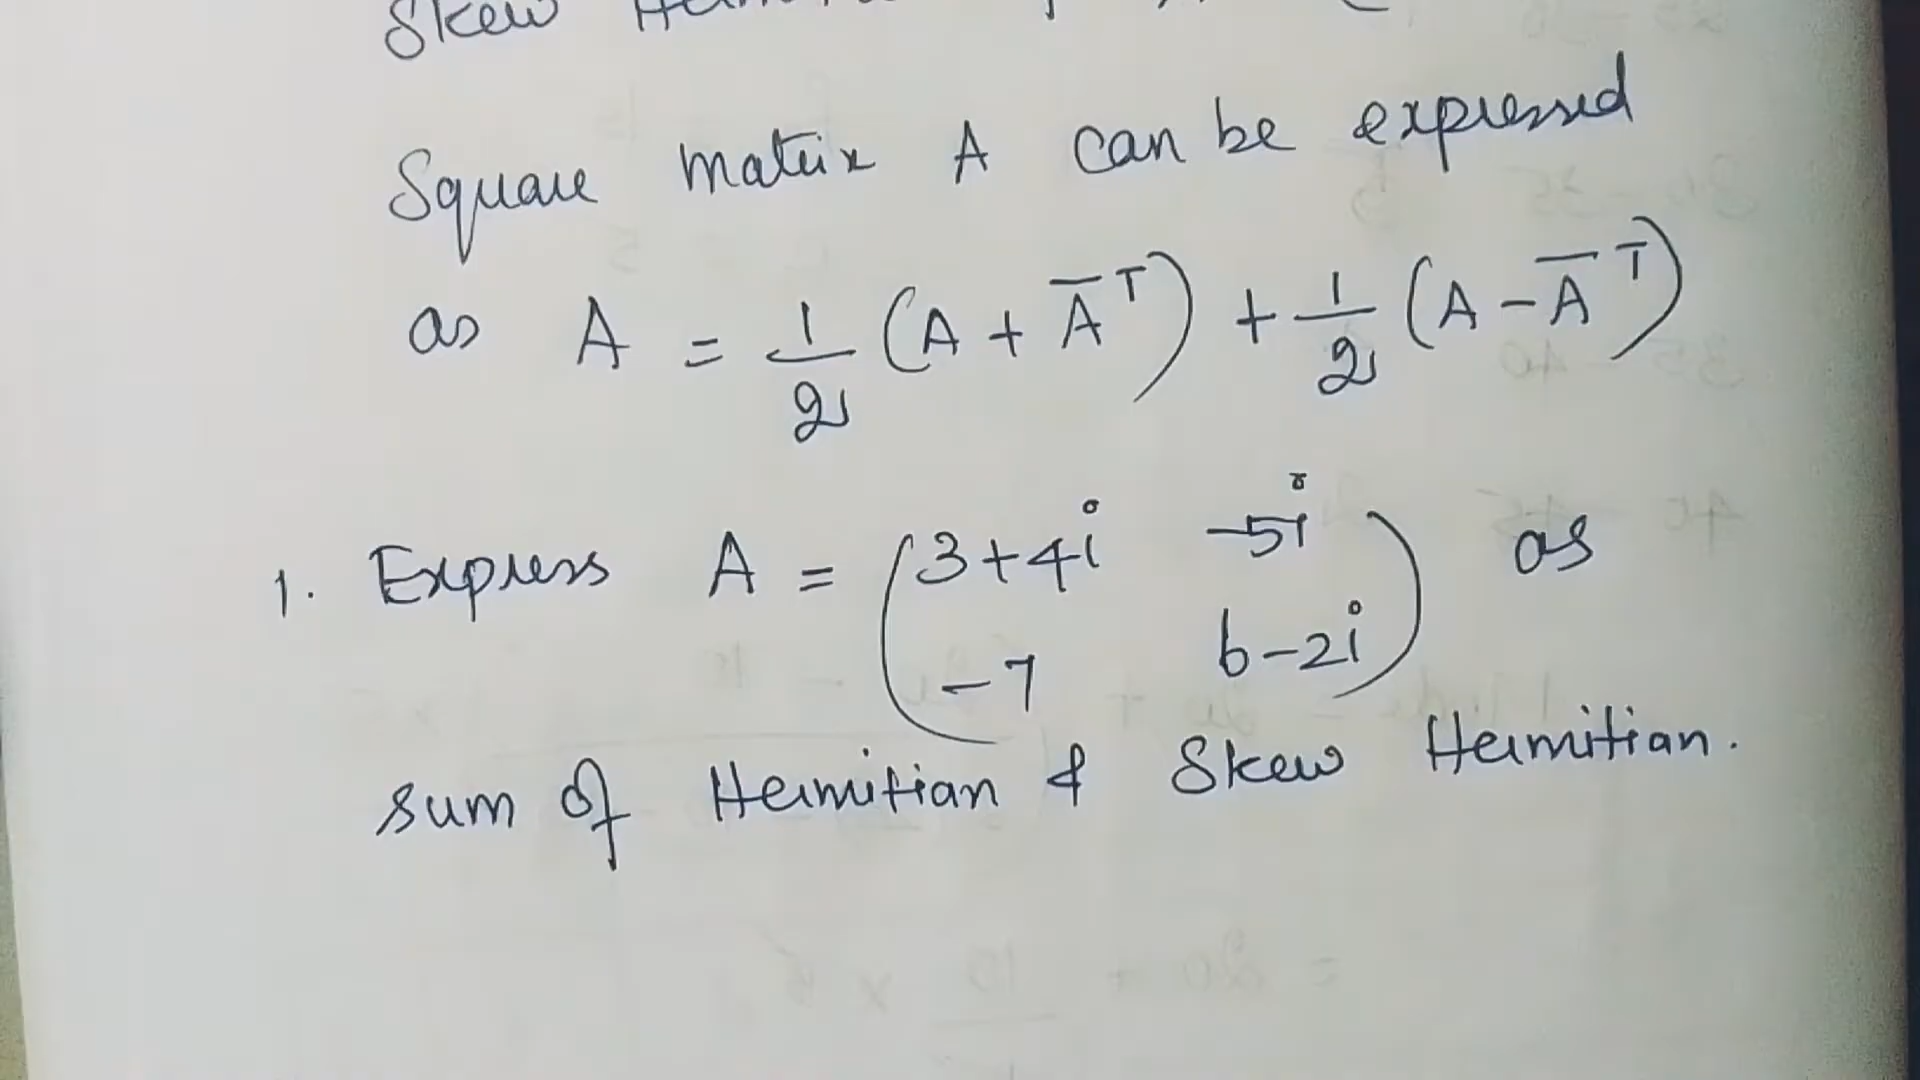 Skew
Square matrix A can be expressed
as A = 1/2 (A + A̅ᵀ) + 1/2 (A - A̅ᵀ)
1. Express A = (3+4i -5i
-7 6-2i) as
sum of Hermitian & Skew Hermitian.